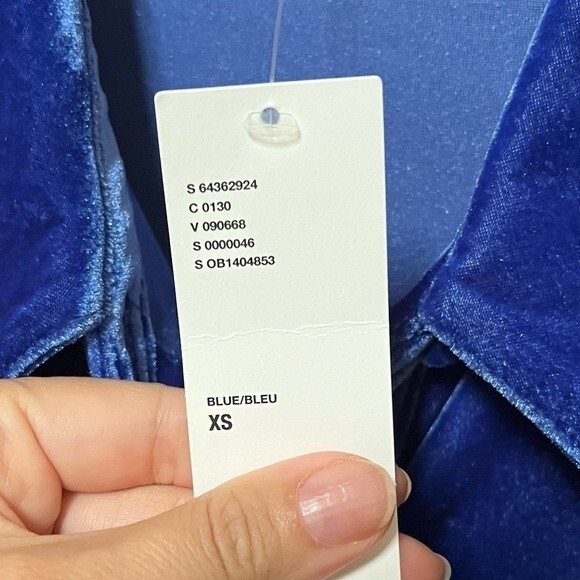 S 64362924
C 0130
V 090668
S 0000046
S OB1404853
BLUE/BLEU
XS